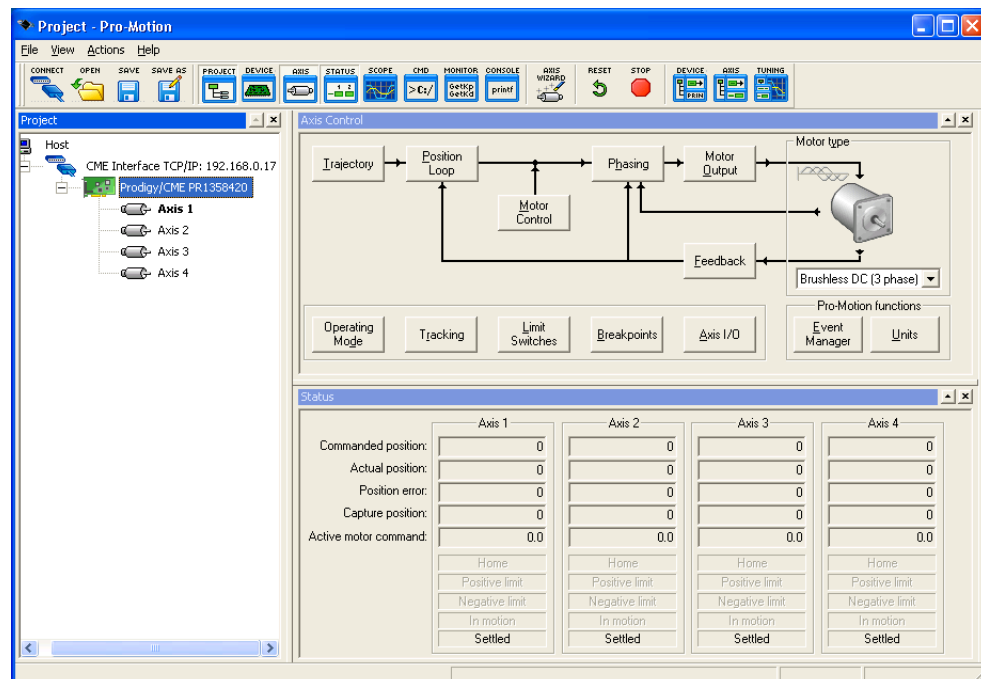 Project - Pro-Motion
File View Actions Help
CONNECT OPEN SAVE SAVE AS PROJECT DEVICE AXIS STATUS SCOPE CMD MONITOR CONSOLE AXIS WIZARD RESET STOP DEVICE AXIS TUNING
>C:/ GetKp GetKd printf PRIN
Project
Host
CME Interface TCP/IP: 192.168.0.17
Prodigy/CME PR1358420
Axis 1
Axis 2
Axis 3
Axis 4
Axis Control
Trajectory
Position Loop
Motor Control
Phasing
Motor Output
Feedback
Motor type
Brushless DC (3 phase)
Operating Mode
Tracking
Limit Switches
Breakpoints
Axis I/O
Pro-Motion functions
Event Manager
Units
Status
Axis 1 Axis 2 Axis 3 Axis 4
Commanded position: 0 0 0 0
Actual position: 0 0 0 0
Position error: 0 0 0 0
Capture position: 0 0 0 0
Active motor command: 0.0 0.0 0.0 0.0
Home Home Home Home
Positive limit Positive limit Positive limit Positive limit
Negative limit Negative limit Negative limit Negative limit
In motion In motion In motion In motion
Settled Settled Settled Settled